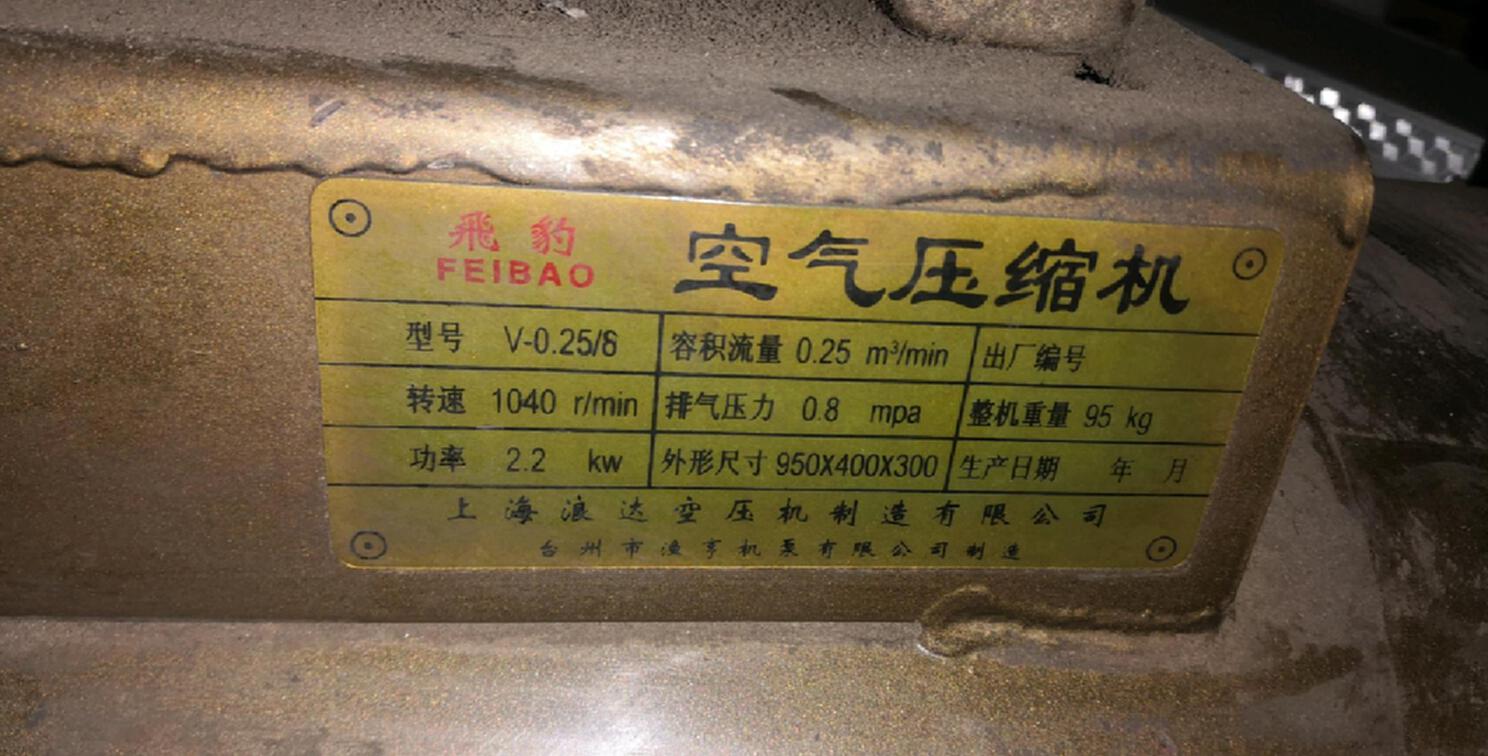 飛豹
FEIBAO
空气压缩机
型号 V-0.25/8 容积流量 0.25 m³/min 出厂编号
转速 1040 r/min 排气压力 0.8 mpa 整机重量 95 kg
功率 2.2 kw 外形尺寸 950X400X300 生产日期 年 月
上海浪达空压机制造有限公司
台州市渔亨机泵有限公司制造